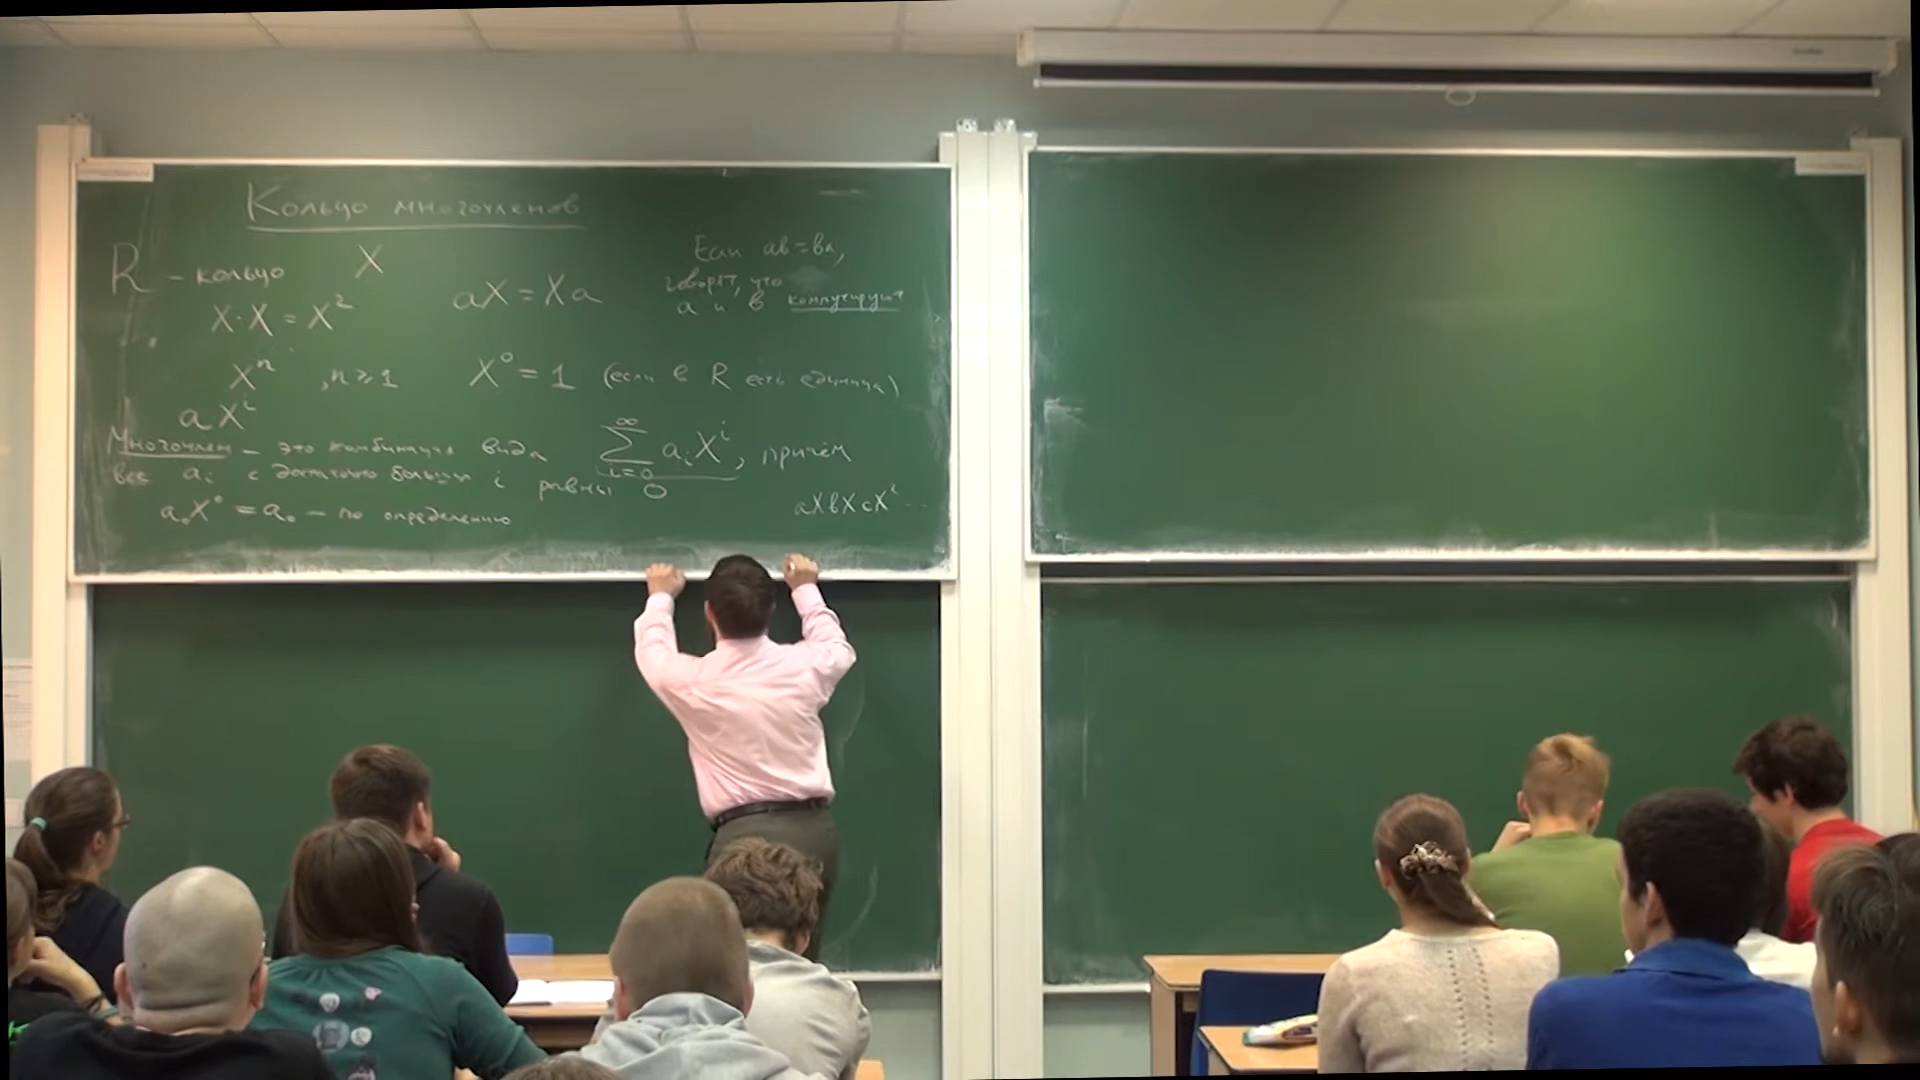 Кольцо многочленов
R – кольцо X
X·X = X²
aX = Xa
Если ab = ba,
говорят, что
a и b коммутируют
Xⁿ , n ≥ 1 X⁰ = 1 (если в R есть единица)
aXⁱ
Многочлен – это комбинация вида ∑_{i=0}^{∞} aᵢXⁱ, причём
все aᵢ с достаточно большим i равны 0
a₀X⁰ = a₀ – по определению
aXbXcX² ...